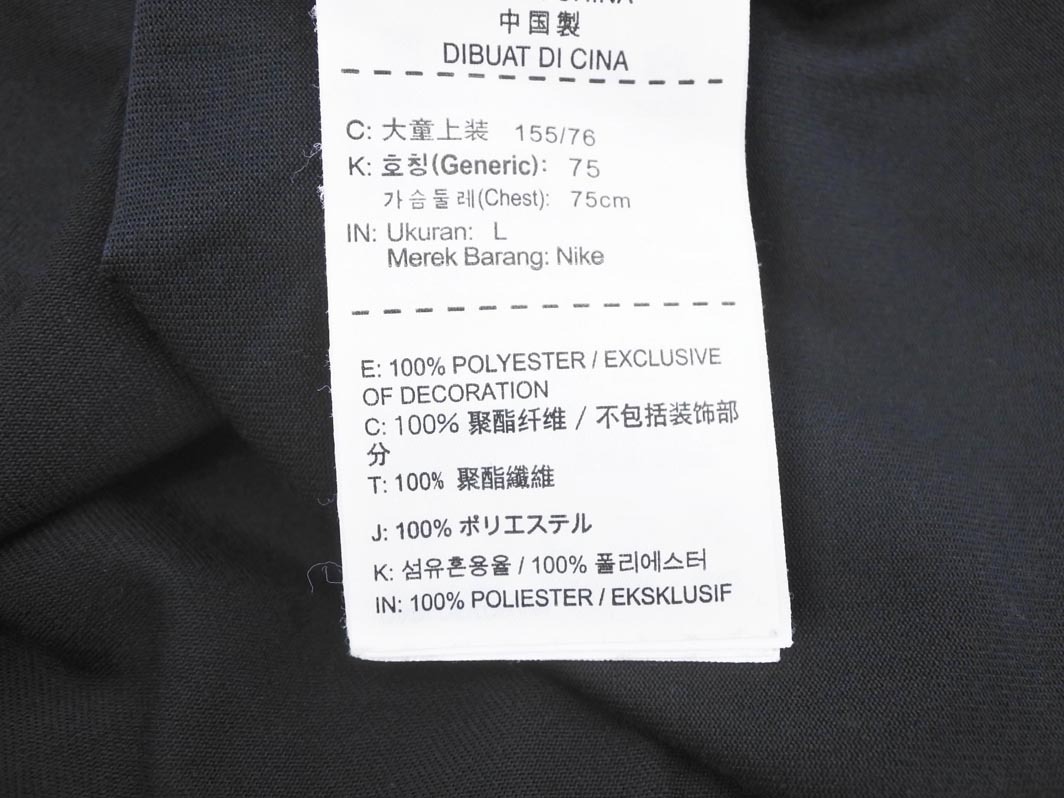 中国製
DIBUAT DI CINA
C: 大童上装 155/76
K: 호칭(Generic): 75
가슴둘레(Chest): 75cm
IN: Ukuran: L
Merek Barang: Nike
E: 100% POLYESTER / EXCLUSIVE
OF DECORATION
C: 100% 聚酯纤维 / 不包括装饰部
分
T: 100% 聚酯纖維
J: 100% ポリエステル
K: 섬유혼용율 / 100% 폴리에스터
IN: 100% POLIESTER / EKSKLUSIF